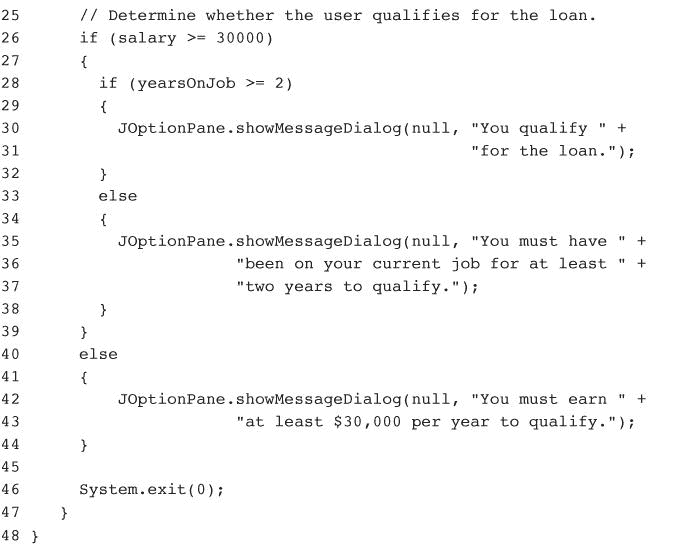 25      // Determine whether the user qualifies for the loan.
26      if (salary >= 30000)
27      {
28        if (yearsOnJob >= 2)
29        {
30          JOptionPane.showMessageDialog(null, "You qualify " +
31                                              "for the loan.");
32        }
33        else
34        {
35          JOptionPane.showMessageDialog(null, "You must have " +
36                      "been on your current job for at least " +
37                      "two years to qualify.");
38        }
39      }
40      else
41      {
42          JOptionPane.showMessageDialog(null, "You must earn " +
43                      "at least $30,000 per year to qualify.");
44      }
45
46      System.exit(0);
47    }
48 }